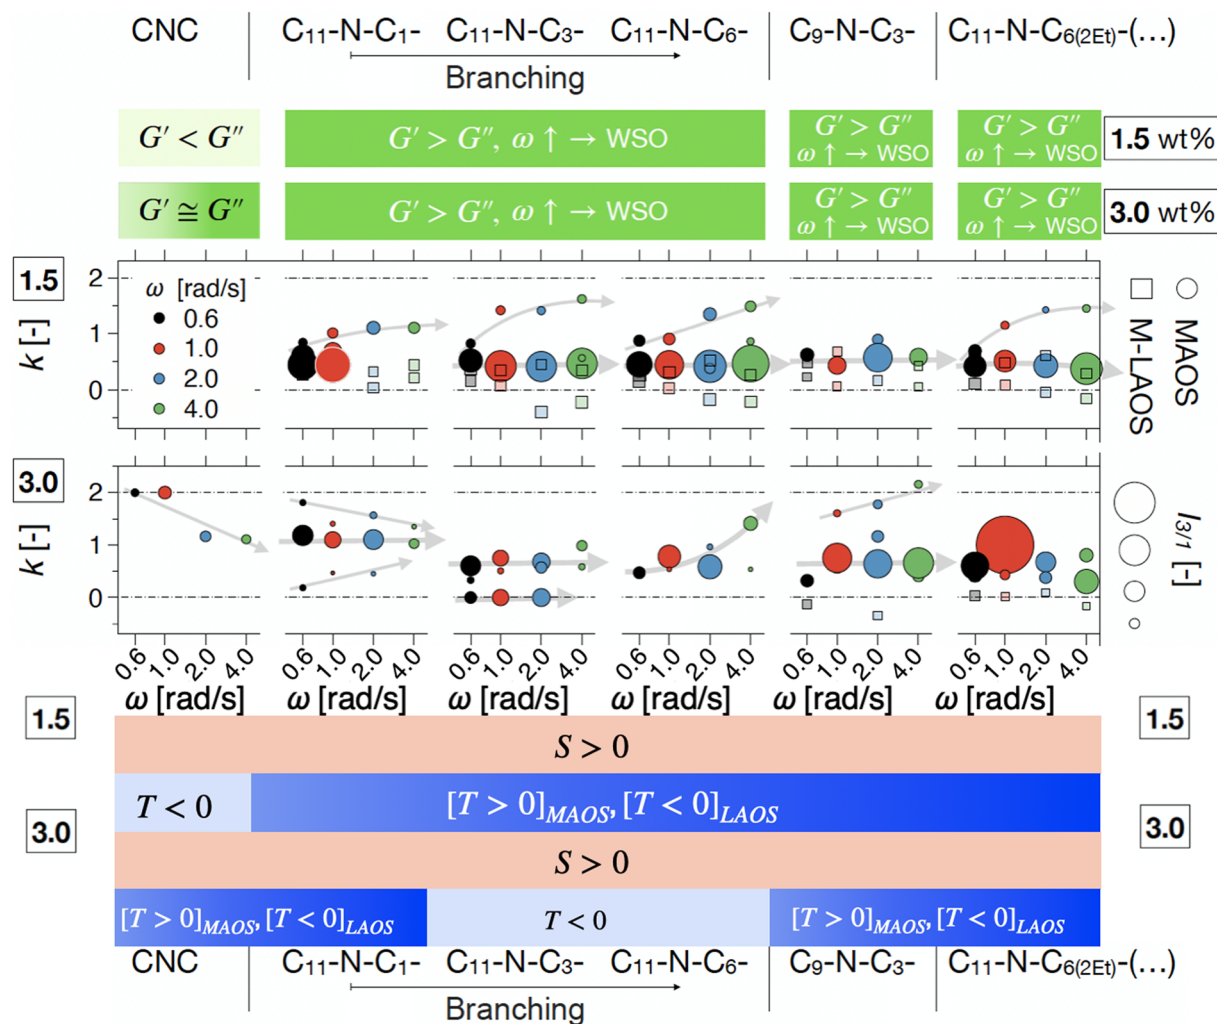 CNC C₁₁-N-C₁- C₁₁-N-C₃- C₁₁-N-C₆- C₉-N-C₃- C₁₁-N-C₆₍₂Et₎-(...)
Branching
G′ < G″ G′ > G″, ω ↑ → WSO G′ > G″ G′ > G″ 1.5 wt%
ω ↑ → WSO ω ↑ → WSO
G′ ≅ G″ G′ > G″, ω ↑ → WSO G′ > G″ G′ > G″ 3.0 wt%
ω ↑ → WSO ω ↑ → WSO
1.5
k [-]
2
1
0
ω [rad/s]
0.6
1.0
2.0
4.0
M-LAOS
MAOS
3.0
k [-]
2
1
0
I₃/₁ [-]
0.6 1.0 2.0 4.0 0.6 1.0 2.0 4.0 0.6 1.0 2.0 4.0 0.6 1.0 2.0 4.0 0.6 1.0 2.0 4.0 0.6 1.0 2.0 4.0
ω [rad/s] ω [rad/s] ω [rad/s] ω [rad/s] ω [rad/s] ω [rad/s]
1.5 S > 0 1.5
T < 0 [T > 0]MAOS, [T < 0]LAOS
3.0 S > 0 3.0
[T > 0]MAOS, [T < 0]LAOS T < 0 [T > 0]MAOS, [T < 0]LAOS
CNC C₁₁-N-C₁- C₁₁-N-C₃- C₁₁-N-C₆- C₉-N-C₃- C₁₁-N-C₆₍₂Et₎-(...)
Branching